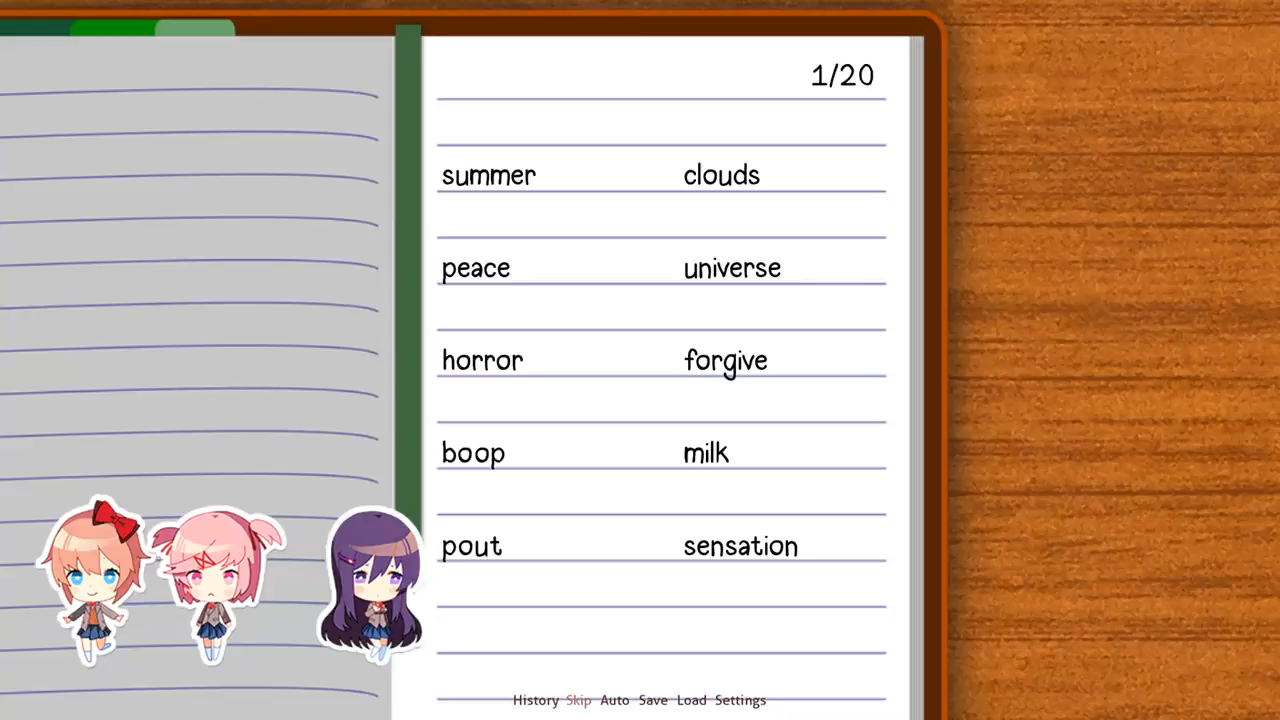 1/20
summer clouds
peace universe
horror forgive
boop milk
pout sensation
History Skip Auto Save Load Settings